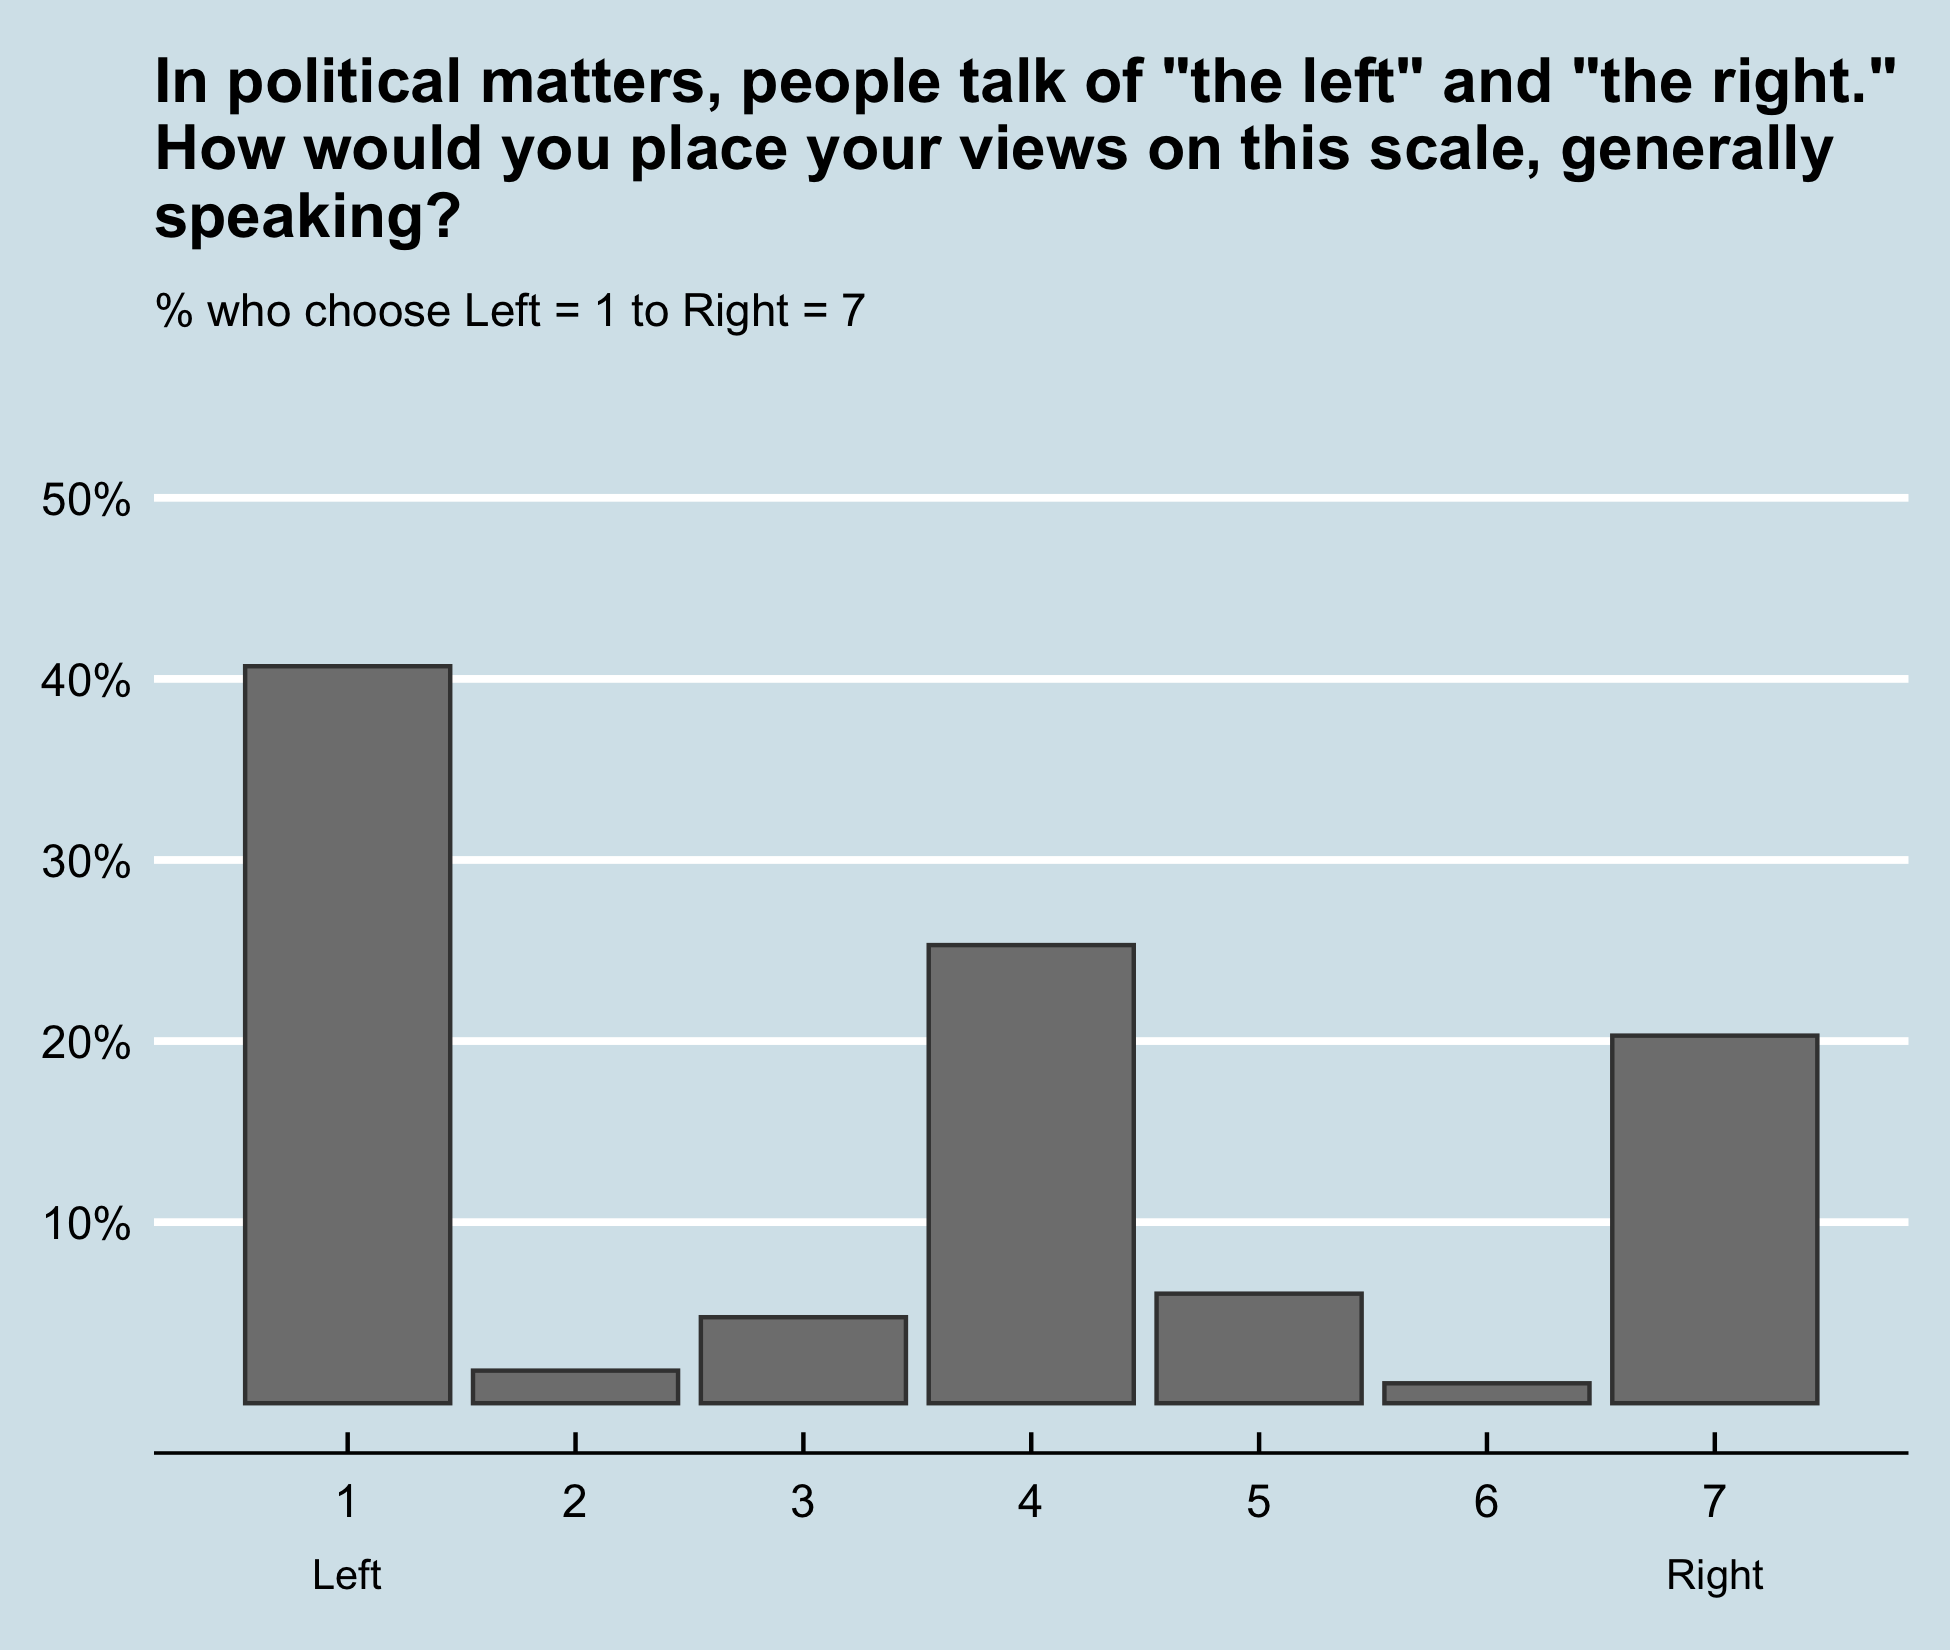 In political matters, people talk of "the left" and "the right."
How would you place your views on this scale, generally
speaking?
% who choose Left = 1 to Right = 7
50%
40%
30%
20%
10%
1 2 3 4 5 6 7
Left Right